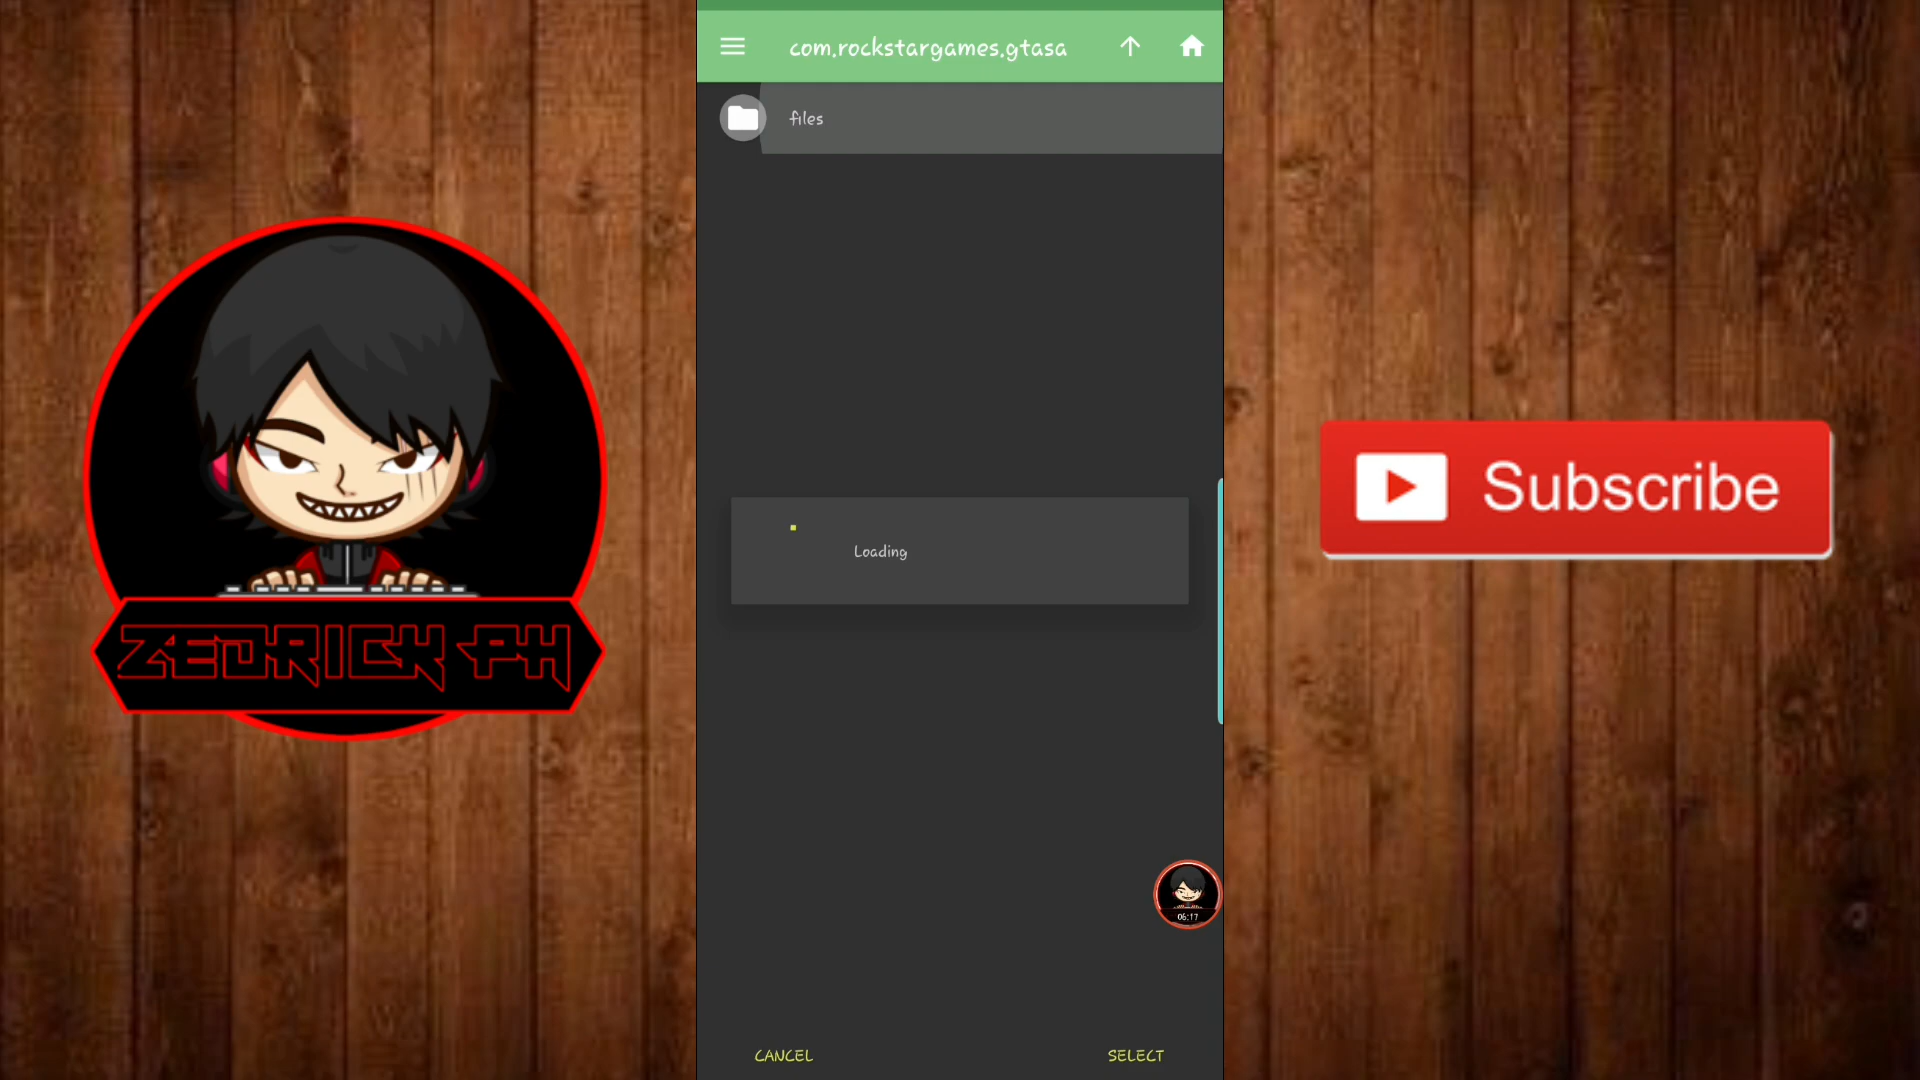 com.rockstargames.gtasa
files
Loading
ZEDRICK PH
Subscribe
06:17
CANCEL
SELECT